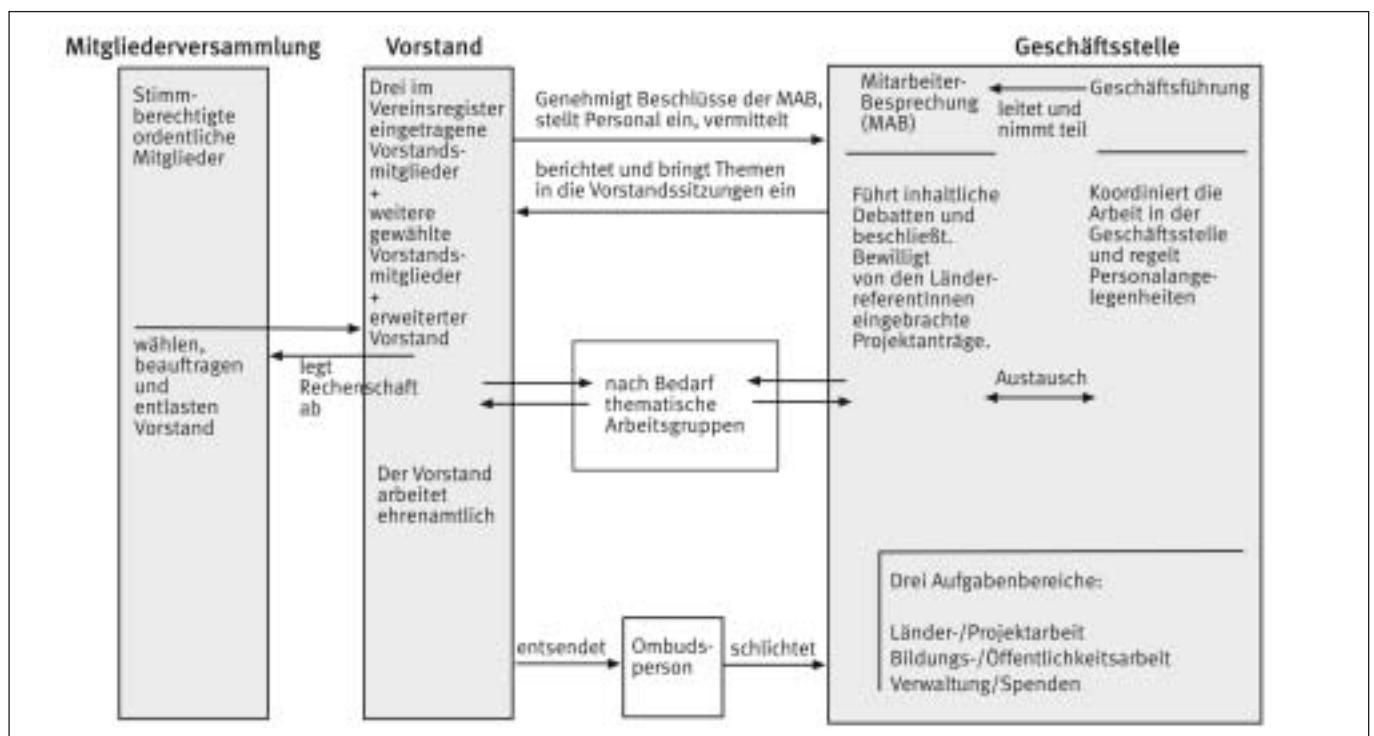 Mitgliederversammlung
Stimm-
berechtigte
ordentliche
Mitglieder
wählen,
beauftragen
und
entlasten
Vorstand
legt
Rechenschaft
ab
Vorstand
Drei im
Vereinsregister
eingetragene
Vorstands-
mitglieder
+
weitere
gewählte
Vorstands-
mitglieder
+
erweiterter
Vorstand
Der Vorstand
arbeitet
ehrenamtlich
Genehmigt Beschlüsse der MAB,
stellt Personal ein, vermittelt
berichtet und bringt Themen
in die Vorstandssitzungen ein
nach Bedarf
thematische
Arbeitsgruppen
entsendet
Ombuds-
person
schlichtet
Geschäftsstelle
Mitarbeiter-
Besprechung
(MAB)
leitet und
nimmt teil
Geschäftsführung
Führt inhaltliche
Debatten und
beschließt.
Bewilligt
von den Länder-
referentInnen
eingebrachte
Projektanträge.
Koordiniert die
Arbeit in der
Geschäftsstelle
und regelt
Personalange-
legenheiten
Austausch
Drei Aufgabenbereiche:
Länder-/Projektarbeit
Bildungs-/Öffentlichkeitsarbeit
Verwaltung/Spenden